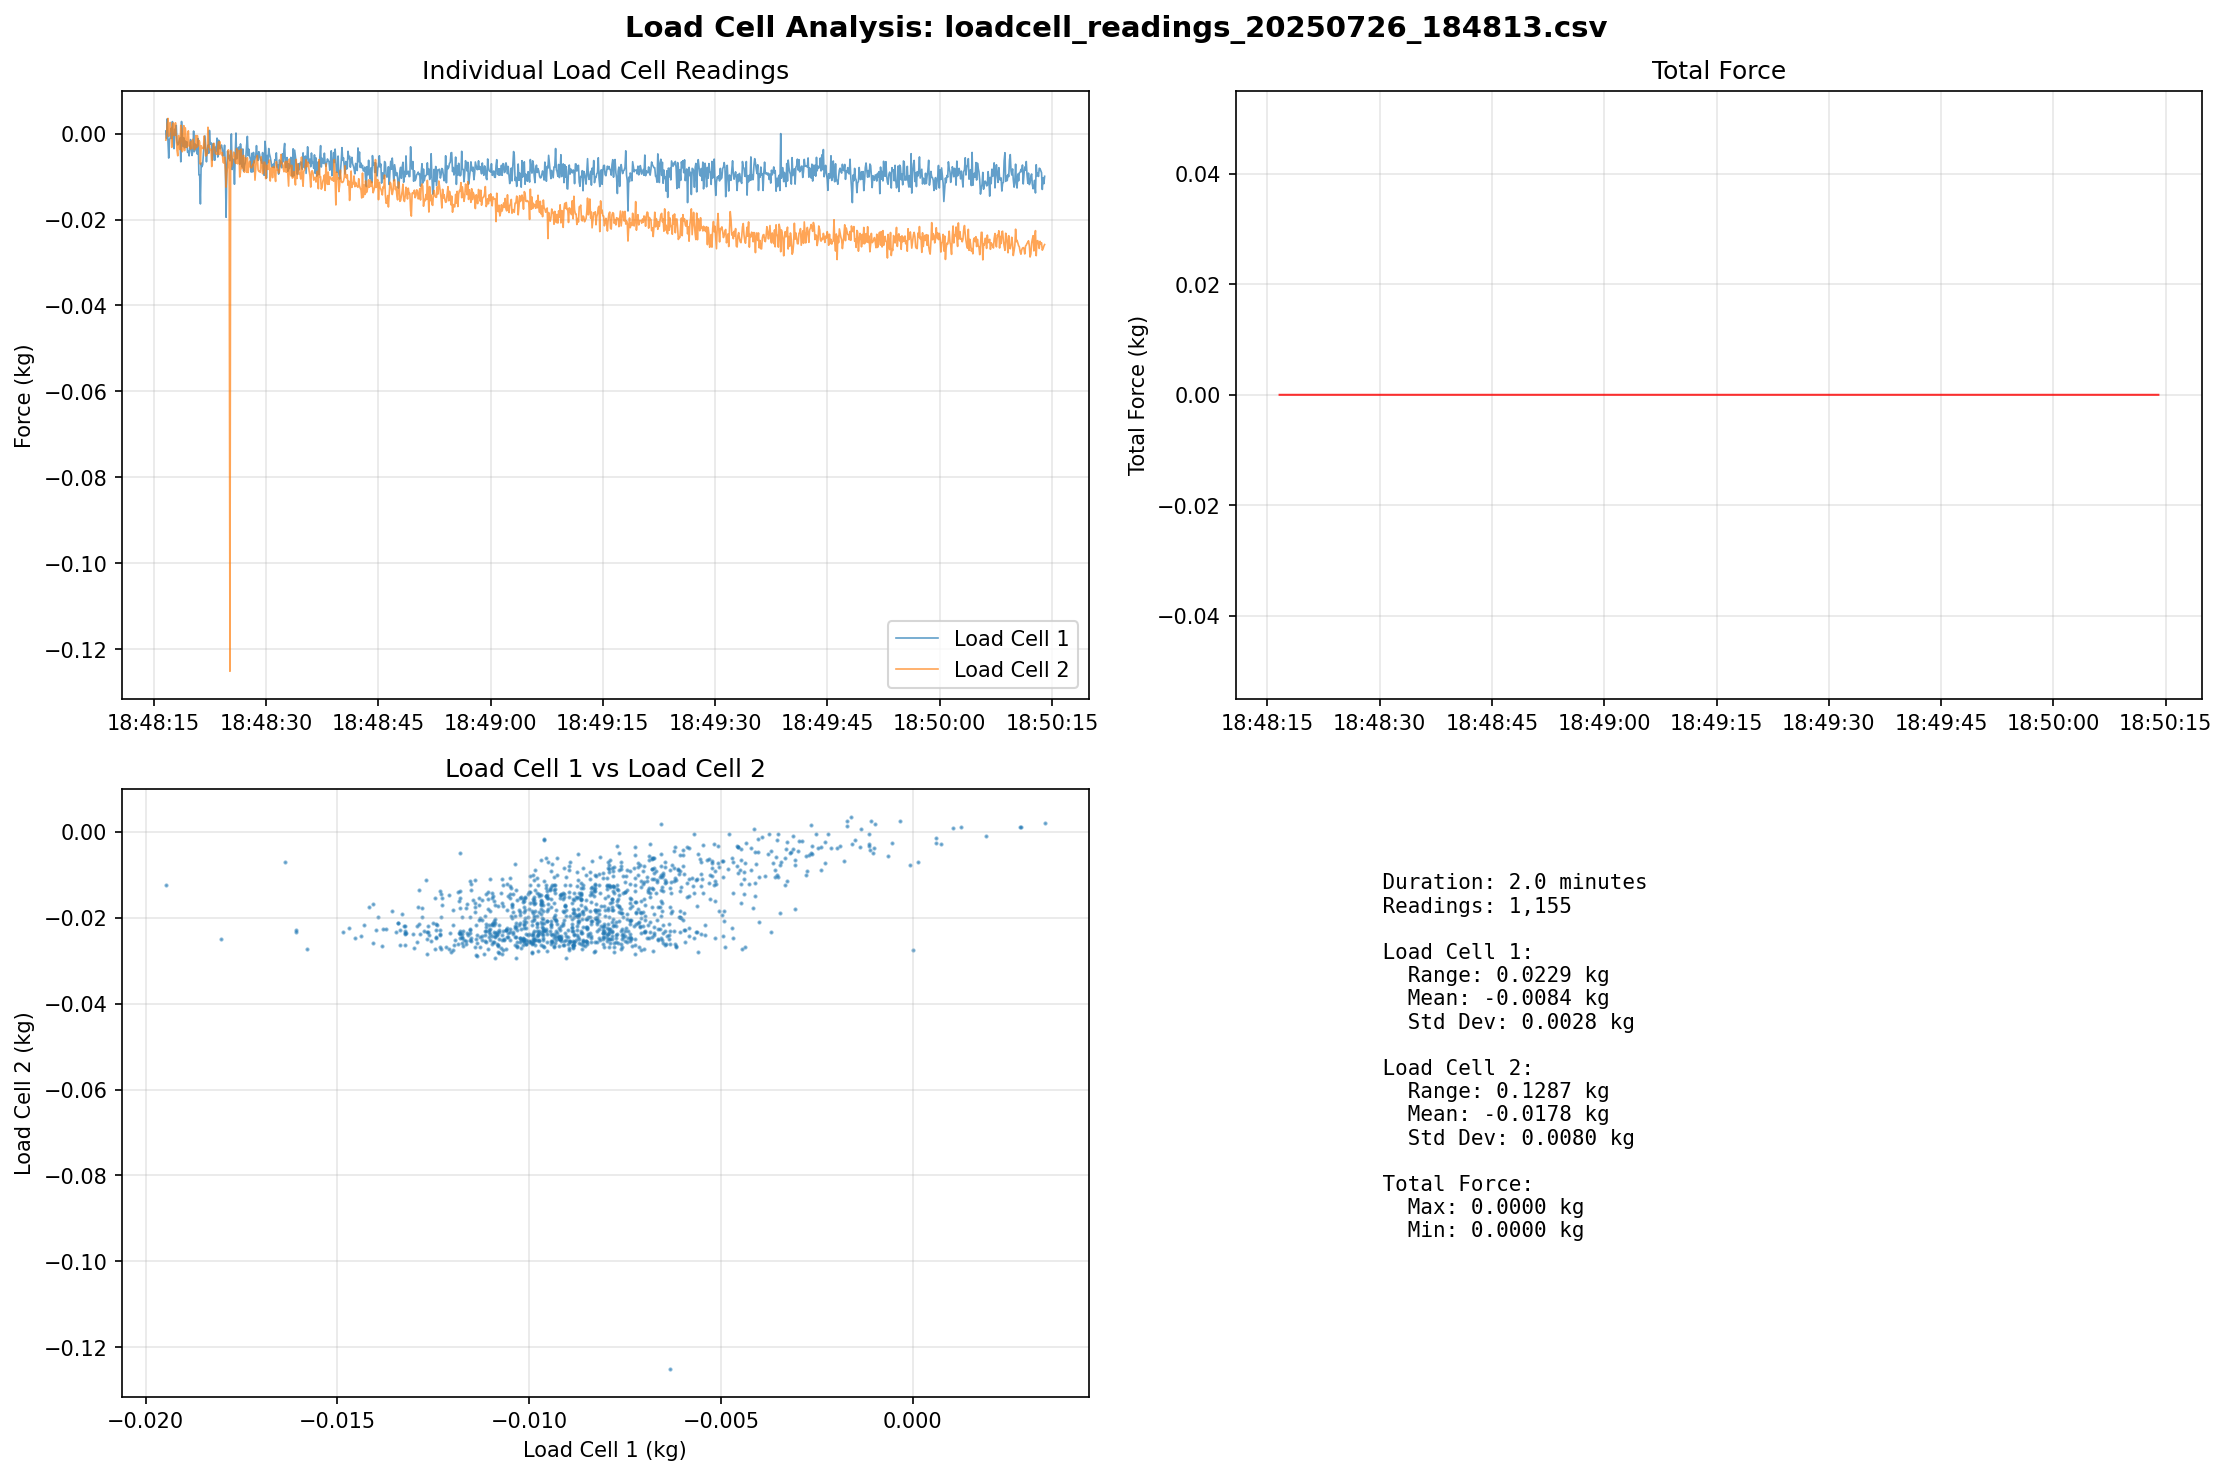 Load Cell Analysis: loadcell_readings_20250726_184813.csv
Individual Load Cell Readings
Force (kg)
0.00
−0.02
−0.04
−0.06
−0.08
−0.10
−0.12
Load Cell 1
Load Cell 2
18:48:15 18:48:30 18:48:45 18:49:00 18:49:15 18:49:30 18:49:45 18:50:00 18:50:15
Total Force
Total Force (kg)
0.04
0.02
0.00
−0.02
−0.04
18:48:15 18:48:30 18:48:45 18:49:00 18:49:15 18:49:30 18:49:45 18:50:00 18:50:15
Load Cell 1 vs Load Cell 2
Load Cell 2 (kg)
0.00
−0.02
−0.04
−0.06
−0.08
−0.10
−0.12
−0.020 −0.015 −0.010 −0.005 0.000
Load Cell 1 (kg)
Duration: 2.0 minutes
Readings: 1,155
Load Cell 1:
Range: 0.0229 kg
Mean: -0.0084 kg
Std Dev: 0.0028 kg
Load Cell 2:
Range: 0.1287 kg
Mean: -0.0178 kg
Std Dev: 0.0080 kg
Total Force:
Max: 0.0000 kg
Min: 0.0000 kg